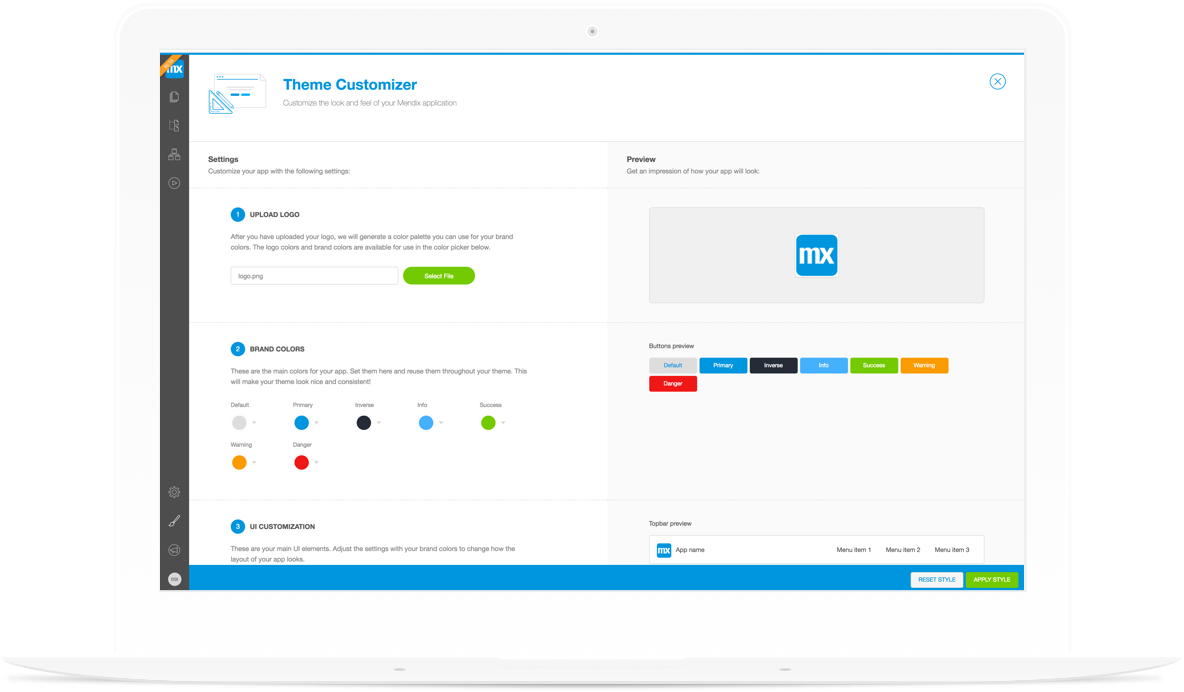 mx
Theme Customizer
Customize the look and feel of your Mendix application
Settings
Customize your app with the following settings:
Preview
Get an impression of how your app will look:
1 UPLOAD LOGO
After you have uploaded your logo, we will generate a color palette you can use for your brand
colors. The logo colors and brand colors are available for use in the color picker below.
logo.png
Select File
mx
2 BRAND COLORS
These are the main colors for your app. Set them here and reuse them throughout your theme. This
will make your theme look nice and consistent!
Default Primary Inverse Info Success
Warning Danger
Buttons preview
Default Primary Inverse Info Success Warning
Danger
3 UI CUSTOMIZATION
These are your main UI elements. Adjust the settings with your brand colors to change how the
layout of your app looks.
Topbar preview
mx App name Menu item 1 Menu item 2 Menu item 3
RESET STYLE APPLY STYLE